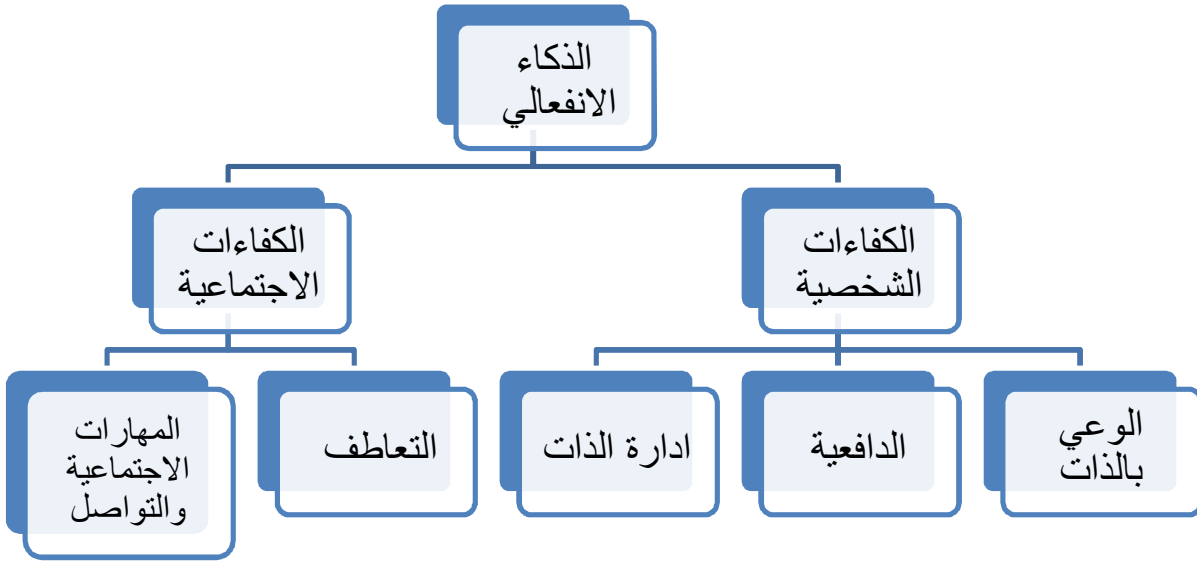 الذكاء
الانفعالي
الكفاءات
الشخصية
الكفاءات
الاجتماعية
الوعي
بالذات
الدافعية
ادارة الذات
التعاطف
المهارات
الاجتماعية
والتواصل